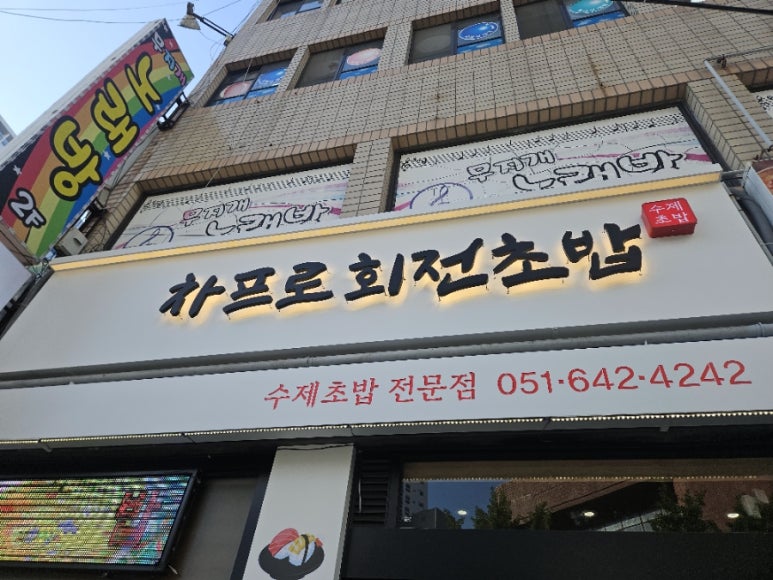 무지개
노래방
2F
무지개
노래방
무지개
노래방
차프로 회전초밥
수제
초밥
수제초밥 전문점 051·642·4242